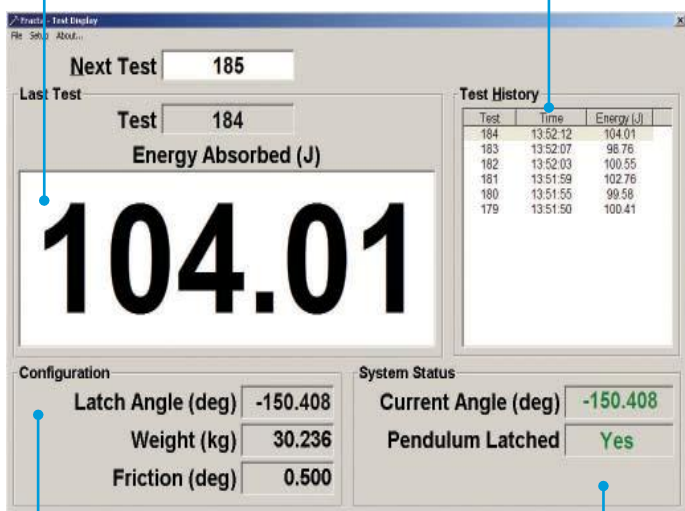 Fracta - Test Display
File Setup About...
Next Test 185
Last Test
Test 184
Energy Absorbed (J)
104.01
Test History
Test Time Energy (J)
184 13:52:12 104.01
183 13:52:07 98.76
182 13:52:03 100.55
181 13:51:59 102.76
180 13:51:55 99.58
179 13:51:50 100.41
Configuration
Latch Angle (deg) -150.408
Weight (kg) 30.236
Friction (deg) 0.500
System Status
Current Angle (deg) -150.408
Pendulum Latched Yes